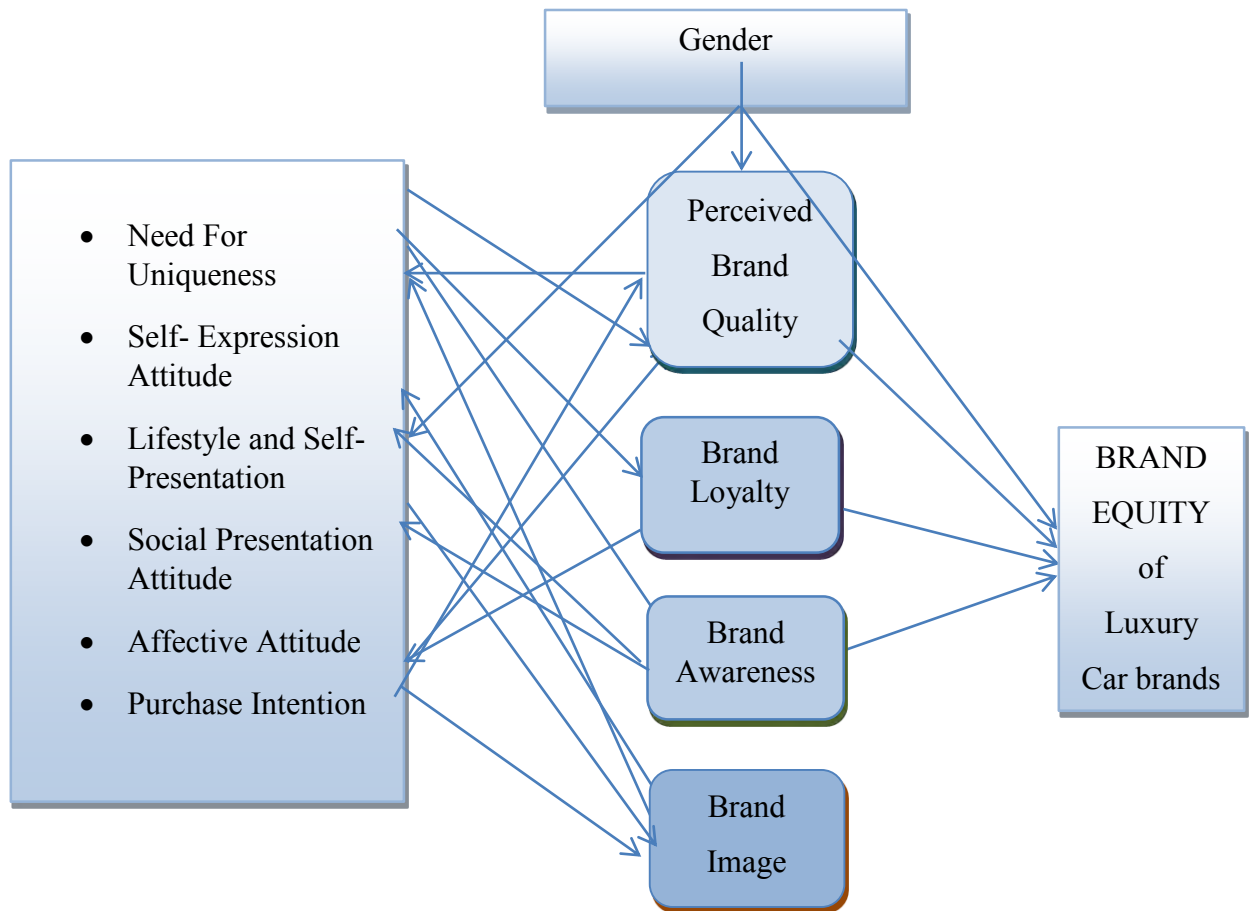 Gender
• Need For
Uniqueness
• Self- Expression
Attitude
• Lifestyle and Self-
Presentation
• Social Presentation
Attitude
• Affective Attitude
• Purchase Intention
Perceived
Brand
Quality
Brand
Loyalty
Brand
Awareness
Brand
Image
BRAND
EQUITY
of
Luxury
Car brands